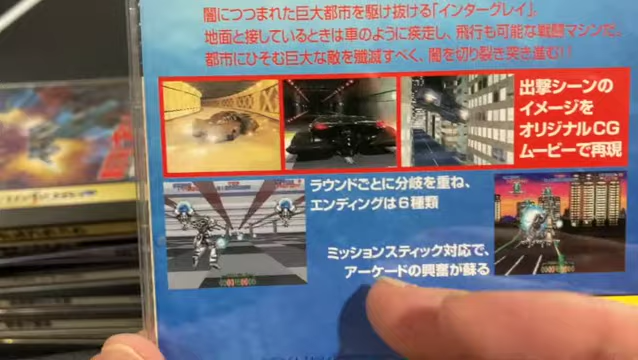 闇につつまれた巨大都市を駆け抜ける「インターグレイ」。
地面と接しているときは車のように疾走し、飛行も可能な戦闘マシンだ。
都市にひそむ巨大な敵を殲滅すべく、闇を切り裂き突き進む!!
出撃シーンの
イメージを
オリジナルCG
ムービーで再現
ラウンドごとに分岐を重ね、
エンディングは6種類
ミッションスティック対応で、
アーケードの興奮が蘇る